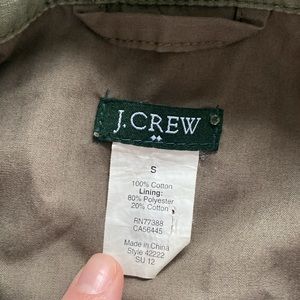 J.CREW
S
100% Cotton
Lining:
80% Polyester
20% Cotton
RN77388
CA56445
Made in China
Style 42222
SU 12